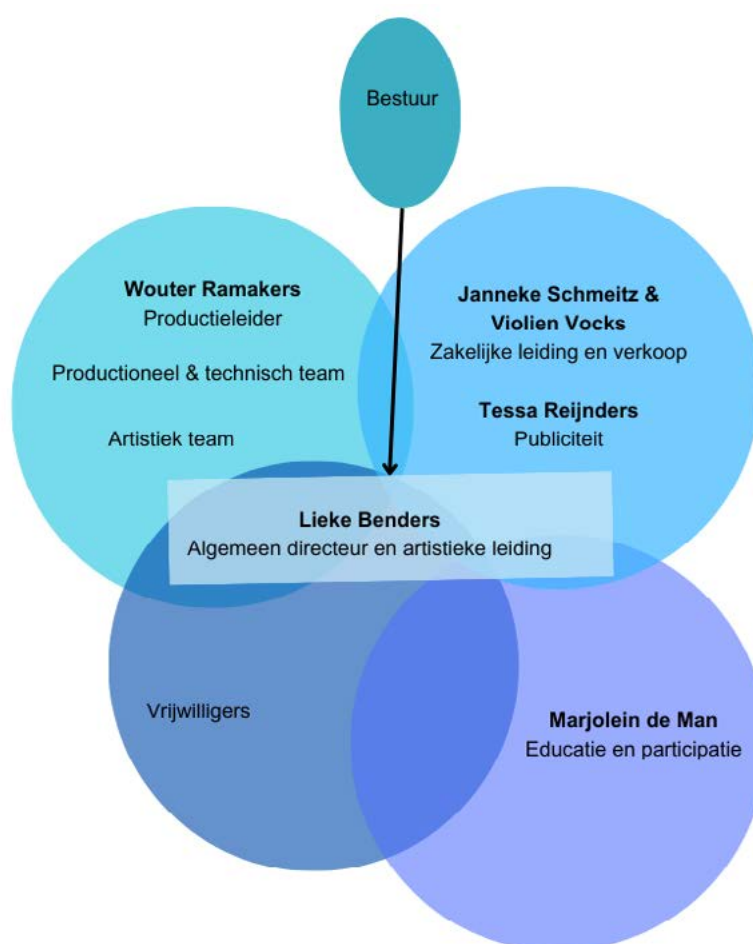 Bestuur
Wouter Ramakers
Productieleider
Productioneel & technisch team
Artistiek team
Janneke Schmeitz &
Violien Vocks
Zakelijke leiding en verkoop
Tessa Reijnders
Publiciteit
Lieke Benders
Algemeen directeur en artistieke leiding
Vrijwilligers
Marjolein de Man
Educatie en participatie